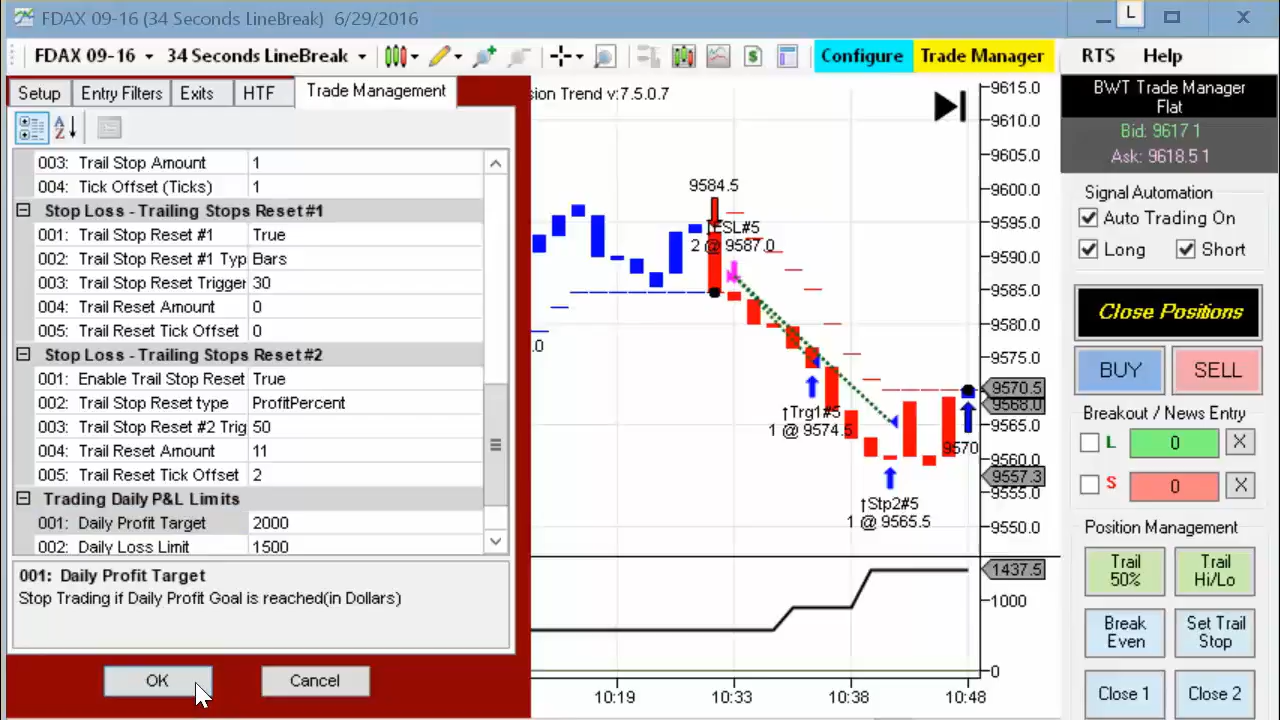 FDAX 09-16 (34 Seconds LineBreak) 6/29/2016
L
FDAX 09-16 34 Seconds LineBreak
$
Configure Trade Manager
RTS Help
Setup Entry Filters Exits HTF Trade Management
003: Trail Stop Amount 1
004: Tick Offset (Ticks) 1
Stop Loss - Trailing Stops Reset #1
001: Trail Stop Reset #1 True
002: Trail Stop Reset #1 Typ Bars
003: Trail Stop Reset Trigger 30
004: Trail Reset Amount 0
005: Trail Reset Tick Offset 0
Stop Loss - Trailing Stops Reset #2
001: Enable Trail Stop Reset True
002: Trail Stop Reset type ProfitPercent
003: Trail Stop Reset #2 Trig 50
004: Trail Reset Amount 11
005: Trail Reset Tick Offset 2
Trading Daily P&L Limits
001: Daily Profit Target 2000
002: Daily Loss Limit 1500
001: Daily Profit Target
Stop Trading if Daily Profit Goal is reached(in Dollars)
OK Cancel
sion Trend v:7.5.0.7
9584.5
↑ESL#5
2 @ 9587.0
.0
↑Trg1#5
1 @ 9574.5
↑Stp2#5
1 @ 9565.5
9570
9615.0
9610.0
9605.0
9600.0
9595.0
9590.0
9585.0
9580.0
9575.0
9570.5
9568.0
9565.0
9560.0
9557.3
9555.0
9550.0
1437.5
1000
0
10:19 10:33 10:38 10:48
BWT Trade Manager
Flat
Bid: 9617 1
Ask: 9618.5 1
Signal Automation
Auto Trading On
Long Short
Close Positions
BUY SELL
Breakout / News Entry
L 0 X
S 0 X
Position Management
Trail 50%
Trail Hi/Lo
Break Even
Set Trail Stop
Close 1 Close 2